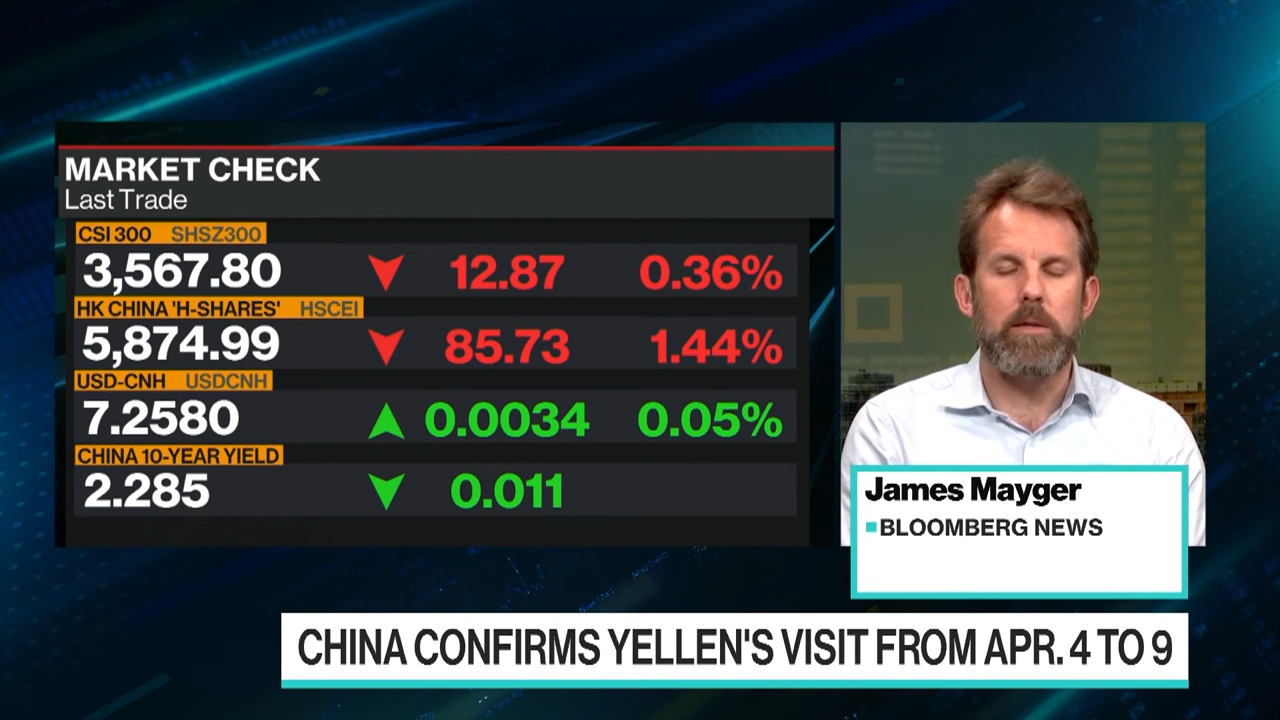 MARKET CHECK
Last Trade
CSI 300 SHSZ300
3,567.80 12.87 0.36%
HK CHINA 'H-SHARES' HSCEI
5,874.99 85.73 1.44%
USD-CNH USDCNH
7.2580 0.0034 0.05%
CHINA 10-YEAR YIELD
2.285 0.011
James Mayger
BLOOMBERG NEWS
CHINA CONFIRMS YELLEN'S VISIT FROM APR. 4 TO 9